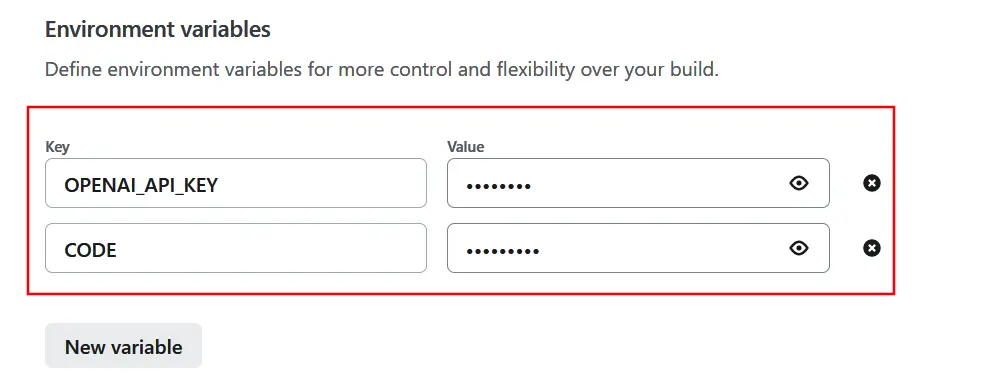 Environment variables
Define environment variables for more control and flexibility over your build.
Key Value
OPENAI_API_KEY ••••••••
CODE •••••••••
New variable